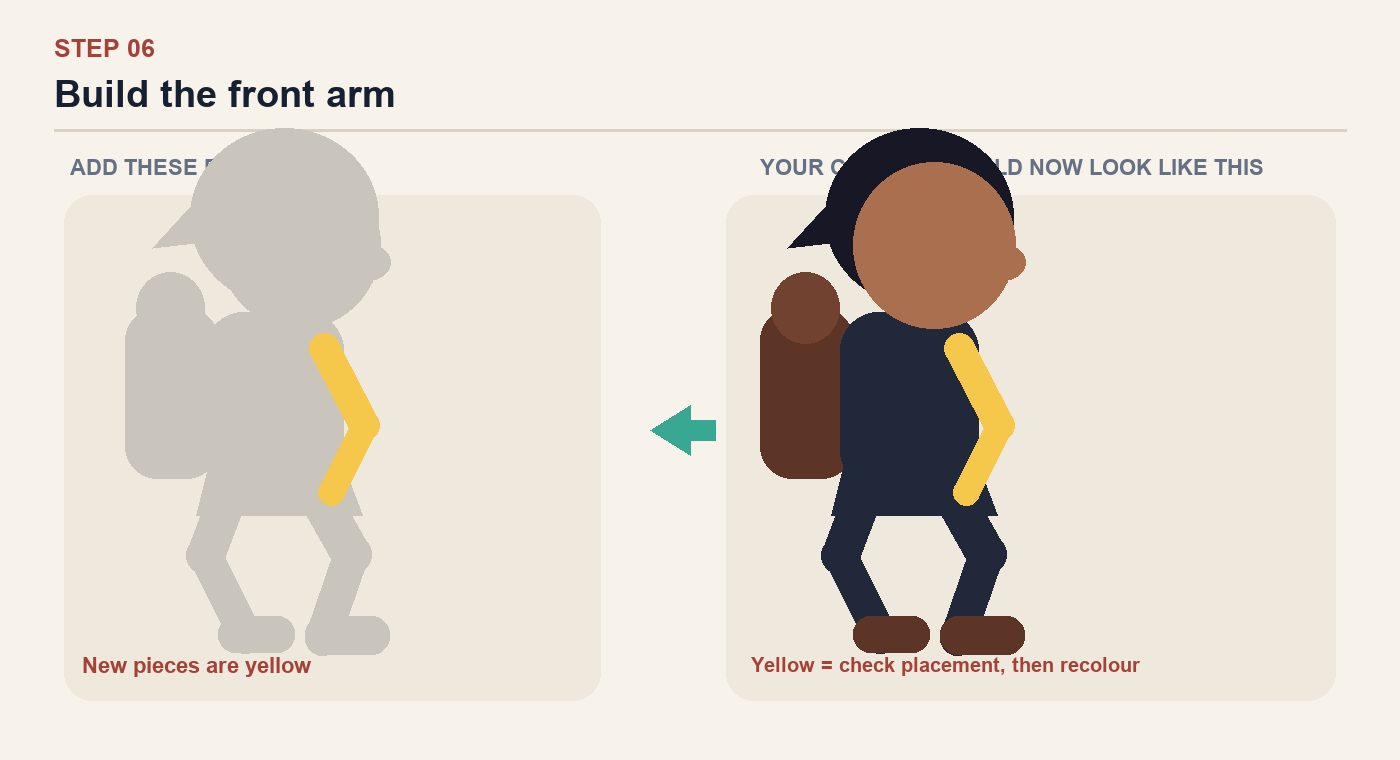 STEP 06
Build the front arm
ADD THESE
YOUR NOW LOOK LIKE THIS
New pieces are yellow
Yellow = check placement, then recolour